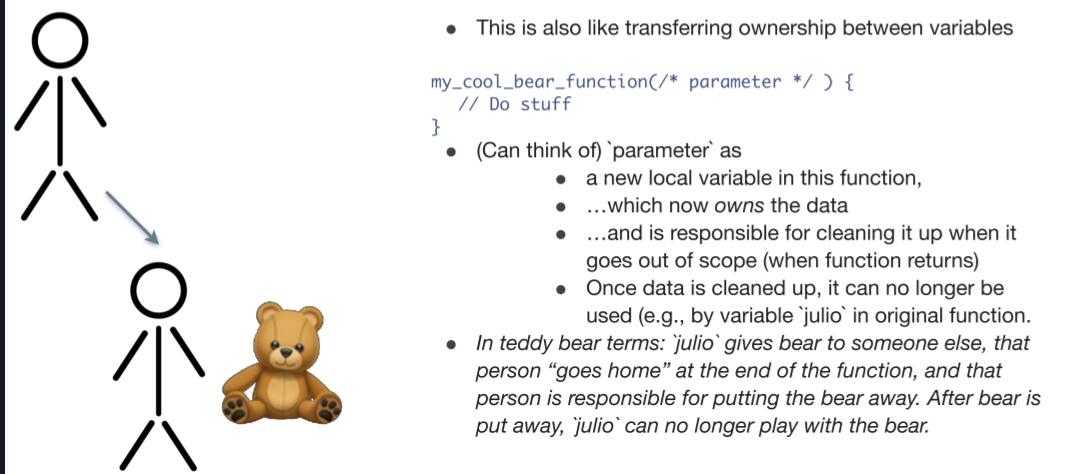 • This is also like transferring ownership between variables
my_cool_bear_function(/* parameter */ ) {
// Do stuff
}
• (Can think of) `parameter` as
• a new local variable in this function,
• …which now owns the data
• …and is responsible for cleaning it up when it
goes out of scope (when function returns)
• Once data is cleaned up, it can no longer be
used (e.g., by variable `julio` in original function.
• In teddy bear terms: `julio` gives bear to someone else, that
person “goes home” at the end of the function, and that
person is responsible for putting the bear away. After bear is
put away, `julio` can no longer play with the bear.